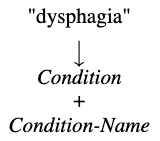 "dysphagia"
↓
Condition
+
Condition-Name